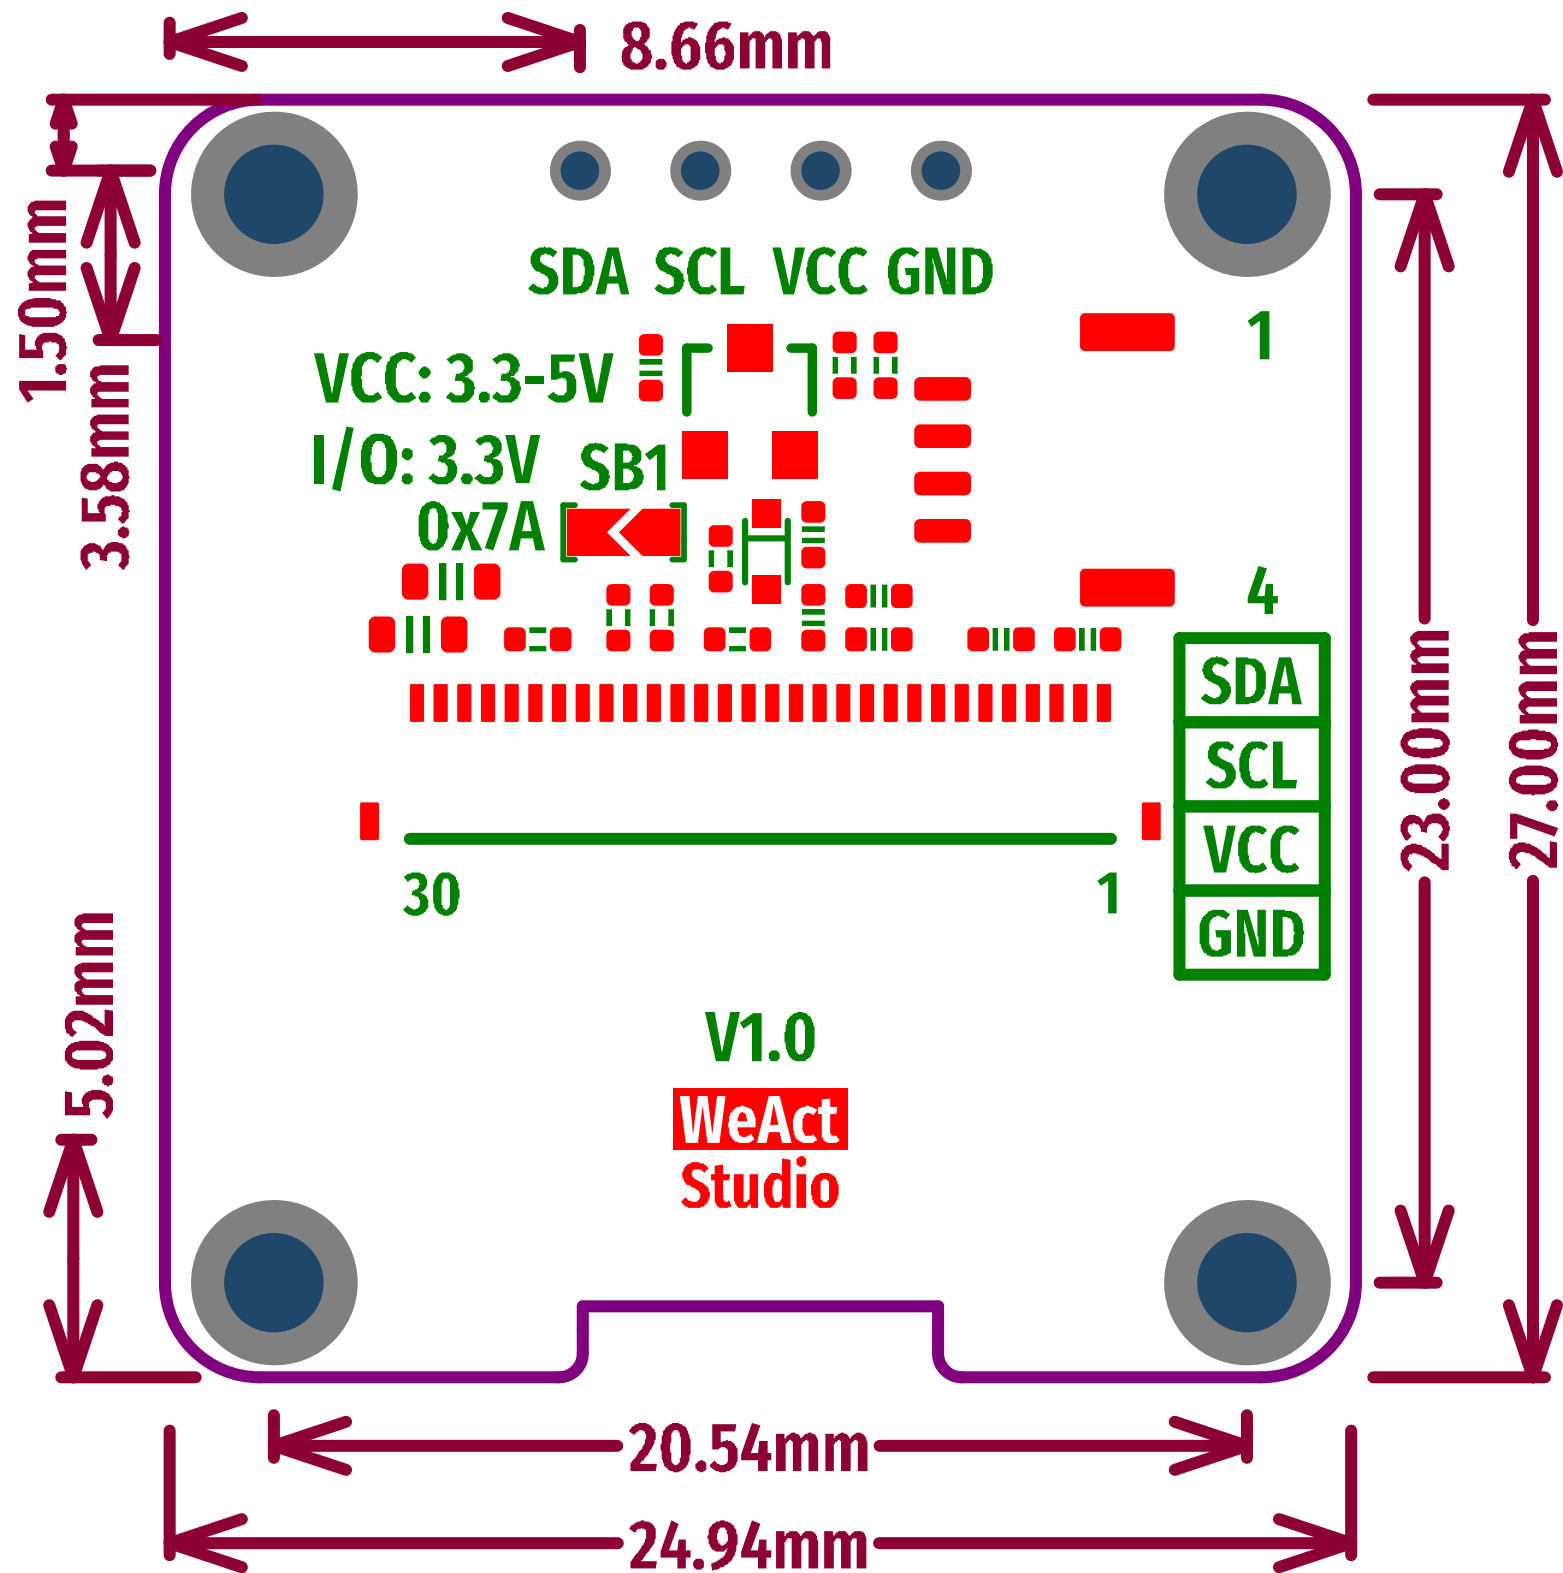 8.66mm
1.50mm
3.58mm
SDA SCL VCC GND
1
VCC: 3.3-5V
I/O: 3.3V
SB1
0x7A
4
SDA
SCL
VCC
GND
23.00mm
27.00mm
30
1
5.02mm
V1.0
WeAct
Studio
20.54mm
24.94mm